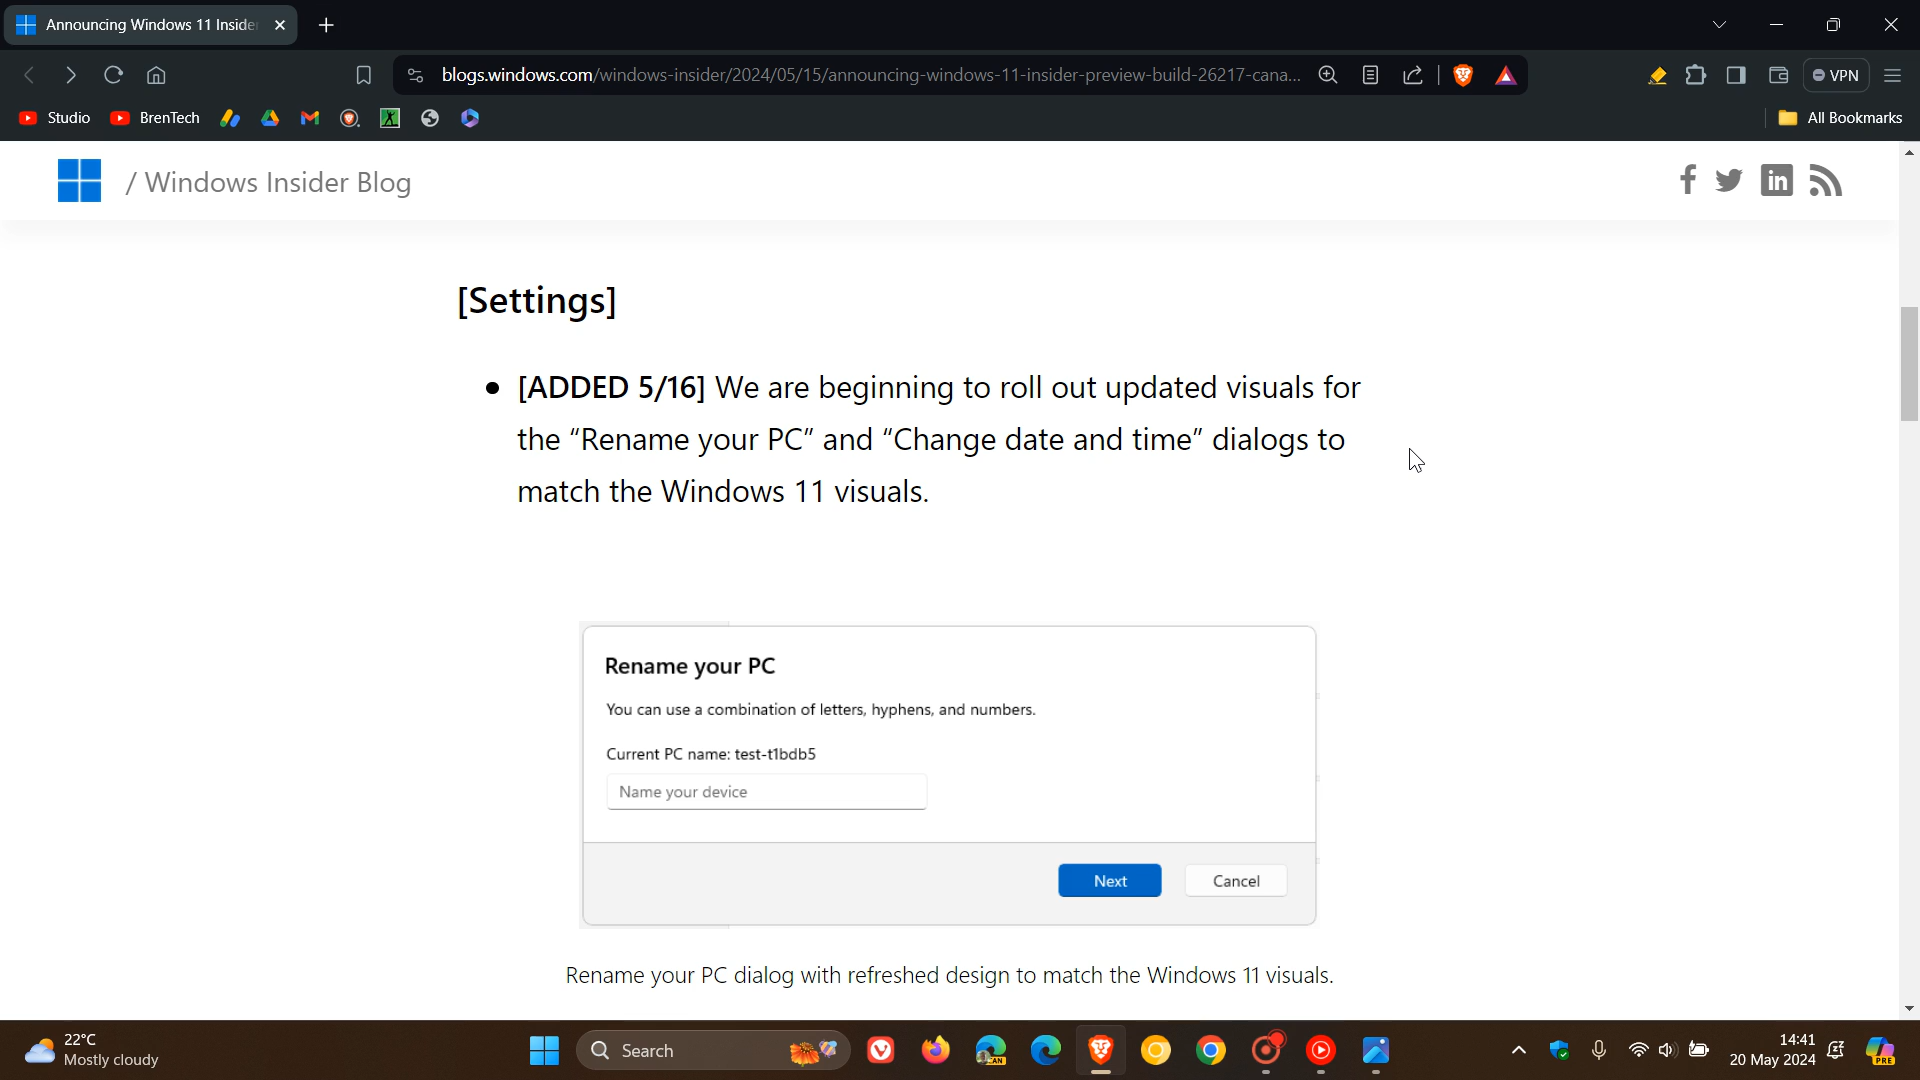 Announcing Windows 11 Inside
blogs.windows.com/windows-insider/2024/05/15/announcing-windows-11-insider-preview-build-26217-cana...
VPN
Studio
BrenTech
All Bookmarks
/ Windows Insider Blog
[Settings]
[ADDED 5/16] We are beginning to roll out updated visuals for
the “Rename your PC” and “Change date and time” dialogs to
match the Windows 11 visuals.
Rename your PC
You can use a combination of letters, hyphens, and numbers.
Current PC name: test-t1bdb5
Name your device
Next
Cancel
Rename your PC dialog with refreshed design to match the Windows 11 visuals.
22°C
Mostly cloudy
Search
CAN
14:41
20 May 2024
PRE